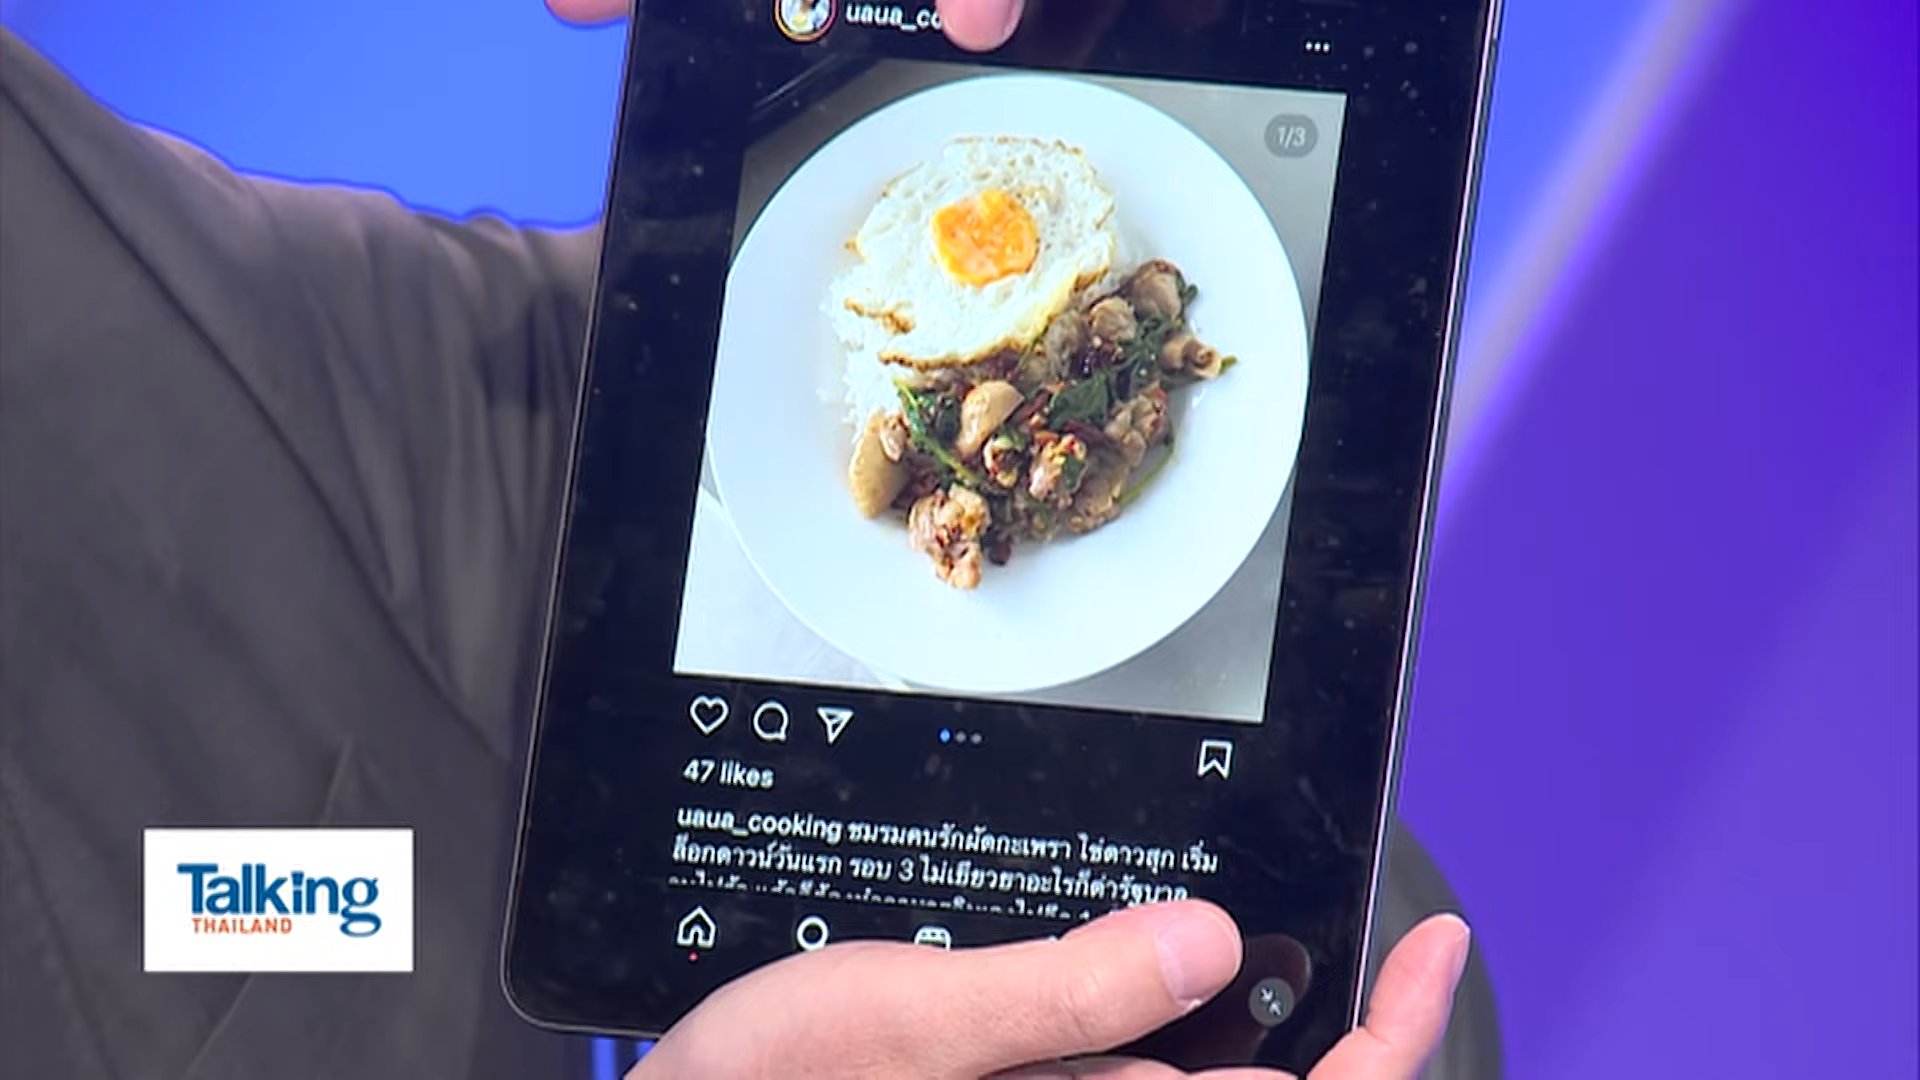 uaua_co
1/3
47 likes
uaua_cooking ชมรมคนรักผัดกะเพรา ไข่ดาวสุก เริ่ม
ล็อกดาวน์วันแรก รอบ 3 ไม่เยียวยาอะไรก็ด่ารัฐบาล
Talking
THAILAND